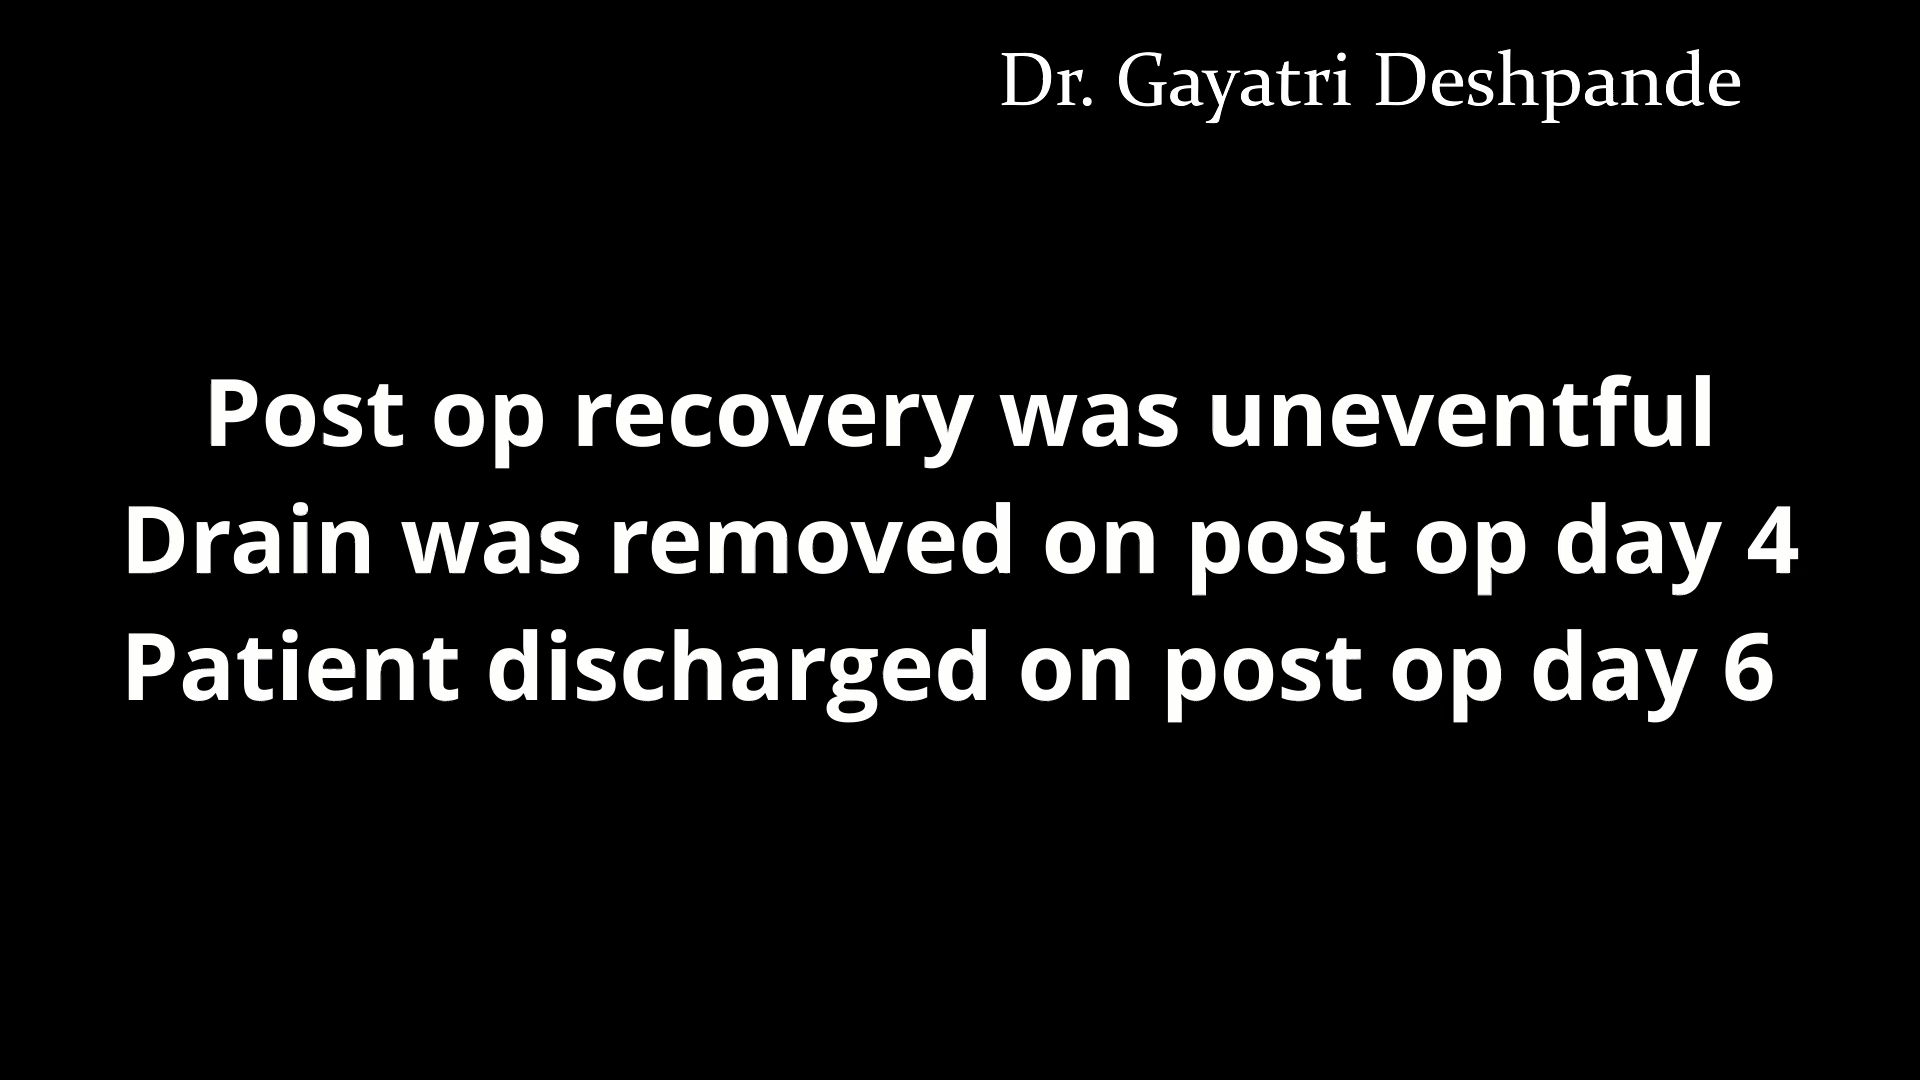 Dr. Gayatri Deshpande
Post op recovery was uneventful
Drain was removed on post op day 4
Patient discharged on post op day 6